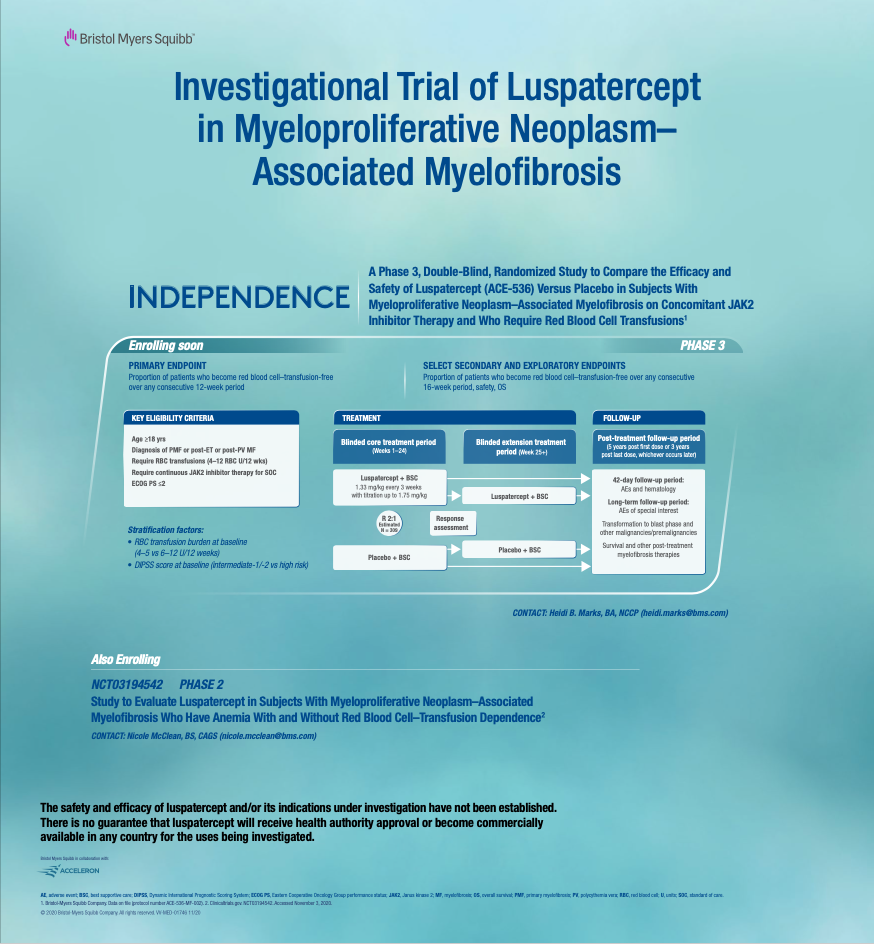 Bristol Myers Squibb™
Investigational Trial of Luspatercept
in Myeloproliferative Neoplasm–
Associated Myelofibrosis
INDEPENDENCE
A Phase 3, Double-Blind, Randomized Study to Compare the Efficacy and
Safety of Luspatercept (ACE-536) Versus Placebo in Subjects With
Myeloproliferative Neoplasm–Associated Myelofibrosis on Concomitant JAK2
Inhibitor Therapy and Who Require Red Blood Cell Transfusions¹
Enrolling soon
PHASE 3
PRIMARY ENDPOINT
Proportion of patients who become red blood cell–transfusion-free
over any consecutive 12-week period
SELECT SECONDARY AND EXPLORATORY ENDPOINTS
Proportion of patients who become red blood cell–transfusion-free over any consecutive
16-week period, safety, OS
KEY ELIGIBILITY CRITERIA
Age ≥18 yrs
Diagnosis of PMF or post-ET or post-PV MF
Require RBC transfusions (4–12 RBC U/12 wks)
Require continuous JAK2 inhibitor therapy for SOC
ECOG PS ≤2
Stratification factors:
• RBC transfusion burden at baseline
(4–5 vs 6–12 U/12 weeks)
• DIPSS score at baseline (intermediate-1/-2 vs high risk)
TREATMENT
Blinded core treatment period
(Weeks 1–24)
Blinded extension treatment
period (Week 25+)
Luspatercept + BSC
1.33 mg/kg every 3 weeks
with titration up to 1.75 mg/kg
Luspatercept + BSC
R 2:1
Estimated
N = 309
Response
assessment
Placebo + BSC
Placebo + BSC
FOLLOW-UP
Post-treatment follow-up period
(5 years post first dose or 3 years
post last dose, whichever occurs later)
42-day follow-up period:
AEs and hematology
Long-term follow-up period:
AEs of special interest
Transformation to blast phase and
other malignancies/premalignancies
Survival and other post-treatment
myelofibrosis therapies
CONTACT: Heidi B. Marks, BA, NCCP (heidi.marks@bms.com)
Also Enrolling
NCT03194542 PHASE 2
Study to Evaluate Luspatercept in Subjects With Myeloproliferative Neoplasm–Associated
Myelofibrosis Who Have Anemia With and Without Red Blood Cell–Transfusion Dependence²
CONTACT: Nicole McClean, BS, CAGS (nicole.mcclean@bms.com)
The safety and efficacy of luspatercept and/or its indications under investigation have not been established.
There is no guarantee that luspatercept will receive health authority approval or become commercially
available in any country for the uses being investigated.
Bristol Myers Squibb in collaboration with
ACCELERON
AE, adverse event; BSC, best supportive care; DIPSS, Dynamic International Prognostic Scoring System; ECOG PS, Eastern Cooperative Oncology Group performance status; JAK2, Janus kinase 2; MF, myelofibrosis; OS, overall survival; PMF, primary myelofibrosis; PV, polycythemia vera; RBC, red blood cell; U, units; SOC, standard of care.
1. Bristol-Myers Squibb Company. Data on file (protocol number ACE-536-MF-002). 2. Clinicaltrials.gov. NCT03194542. Accessed November 3, 2020.
© 2020 Bristol-Myers Squibb Company. All rights reserved. VV-MED-01746 11/20